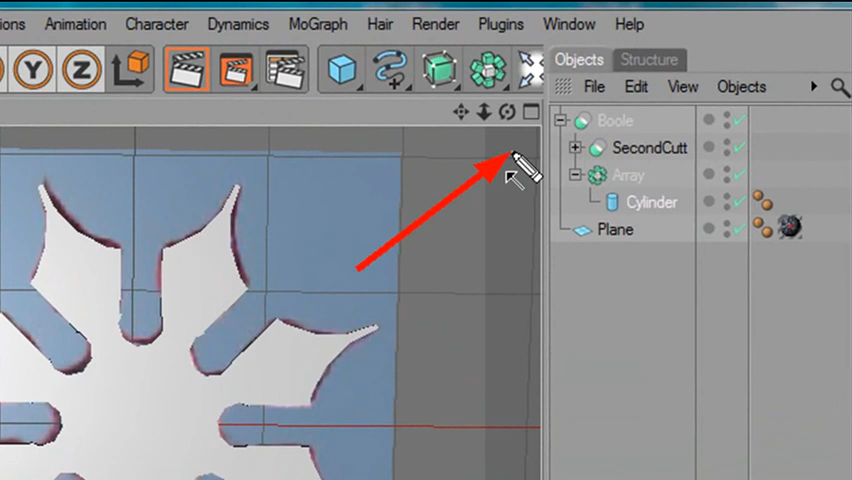 ions Animation Character Dynamics MoGraph Hair Render Plugins Window Help
Y Z
Objects Structure
File Edit View Objects
Boole
SecondCutt
Array
Cylinder
Plane